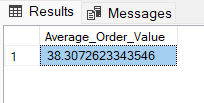 Results Messages
Average_Order_Value
1 38.3072623343546